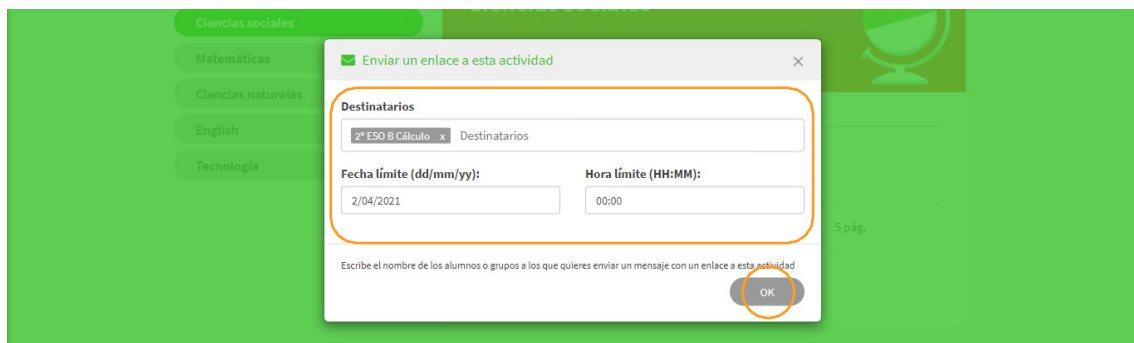 Ciencias sociales
Ciencias sociales
Matemáticas
Ciencias naturales
English
Tecnología
Enviar un enlace a esta actividad
×
Destinatarios
2º ESO B Cálculo x Destinatarios
Fecha límite (dd/mm/yy): Hora límite (HH:MM):
2/04/2021 00:00
5 pág.
Escribe el nombre de los alumnos o grupos a los que quieres enviar un mensaje con un enlace a esta actividad
OK